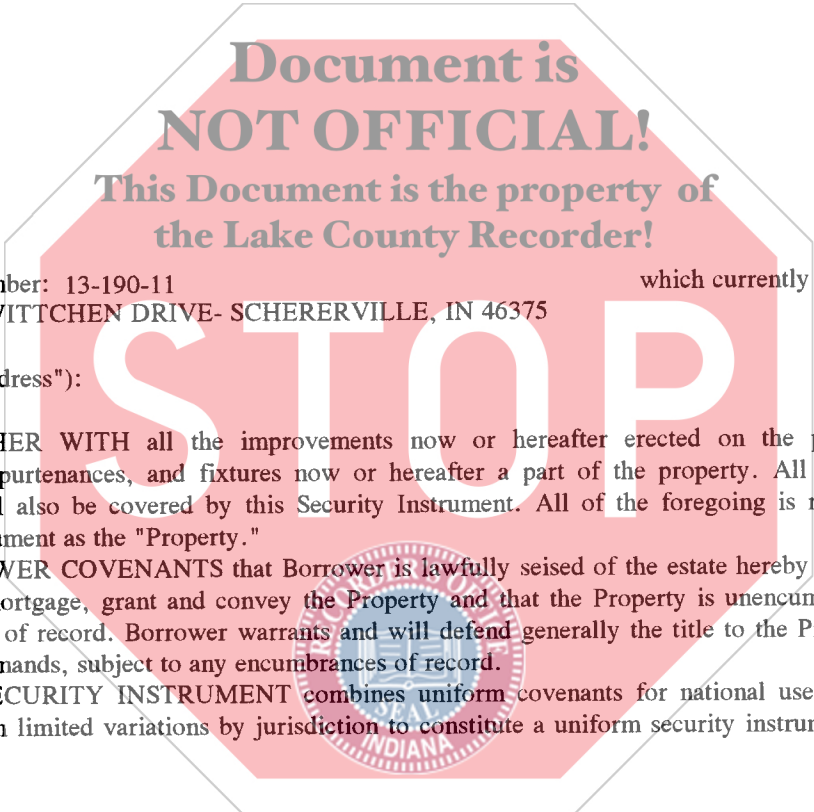 Document is
NOT OFFICIAL!
This Document is the property of
the Lake County Recorder!
nber: 13-190-11 which currently
VITTCHEN DRIVE- SCHERERVILLE, IN 46375
dress"):
STOP
HER WITH all the improvements now or hereafter erected on the p
purtenances, and fixtures now or hereafter a part of the property. All
l also be covered by this Security Instrument. All of the foregoing is r
ument as the "Property."
WER COVENANTS that Borrower is lawfully seised of the estate hereby
ortgage, grant and convey the Property and that the Property is unencum
of record. Borrower warrants and will defend generally the title to the P
mands, subject to any encumbrances of record.
ECURITY INSTRUMENT combines uniform covenants for national use
n limited variations by jurisdiction to constitute a uniform security instrum
SEAL
INDIANA